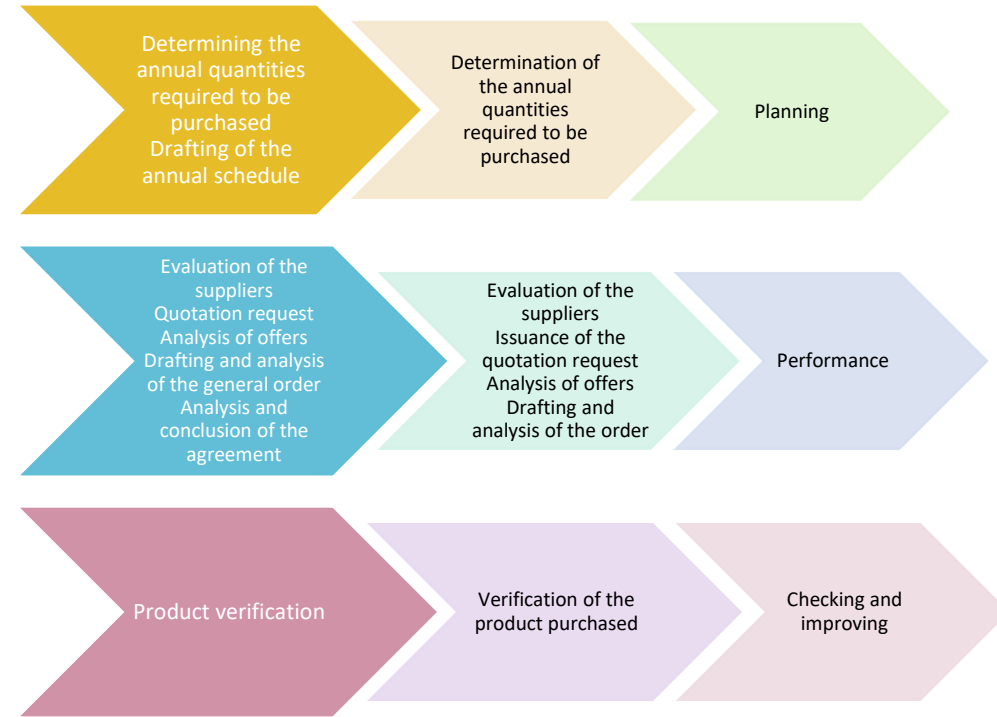 Determining the
annual quantities
required to be
purchased
Drafting of the
annual schedule
Determination of
the annual
quantities
required to be
purchased
Planning
Evaluation of the
suppliers
Quotation request
Analysis of offers
Drafting and analysis
of the general order
Analysis and
conclusion of the
agreement
Evaluation of the
suppliers
Issuance of the
quotation request
Analysis of offers
Drafting and
analysis of the order
Performance
Product verification
Verification of the
product purchased
Checking and
improving